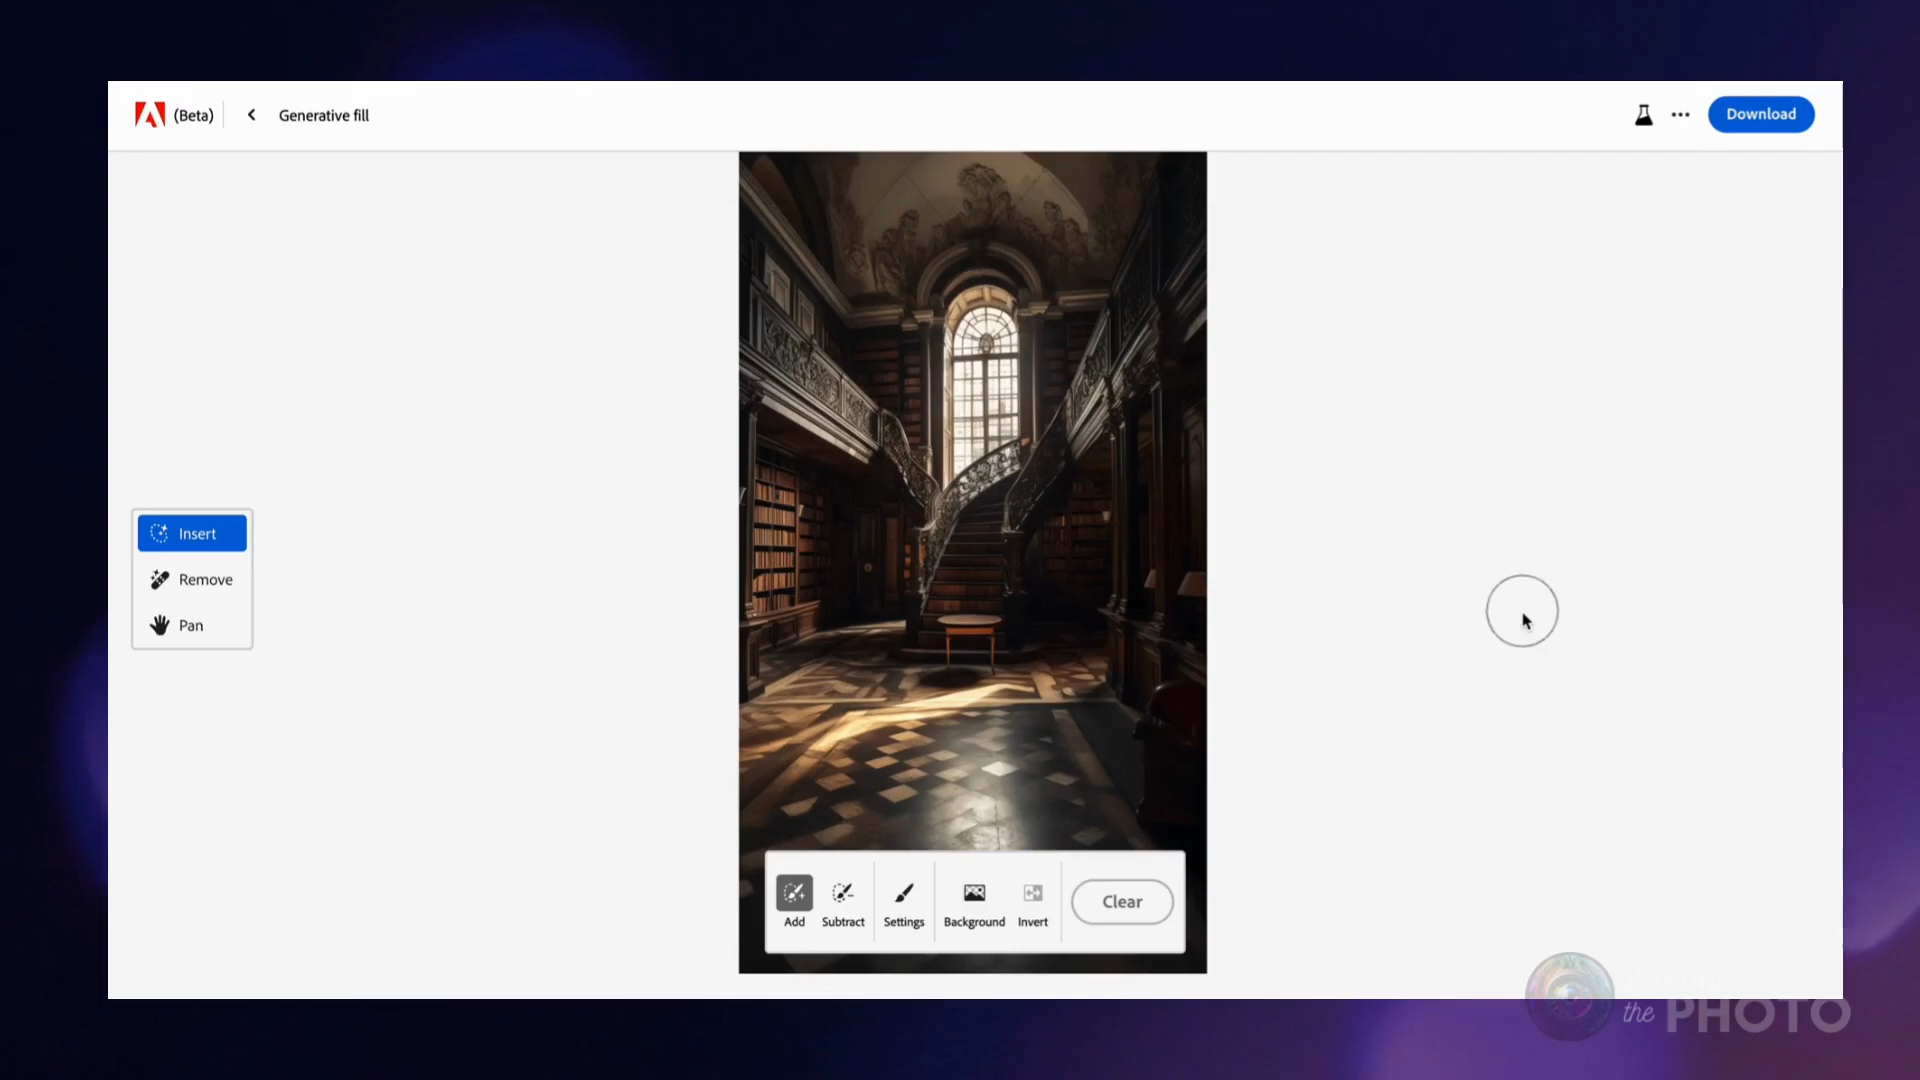 (Beta)
Generative fill
Download
Insert
Remove
Pan
Add
Subtract
Settings
Background
Invert
Clear
the PHOTO